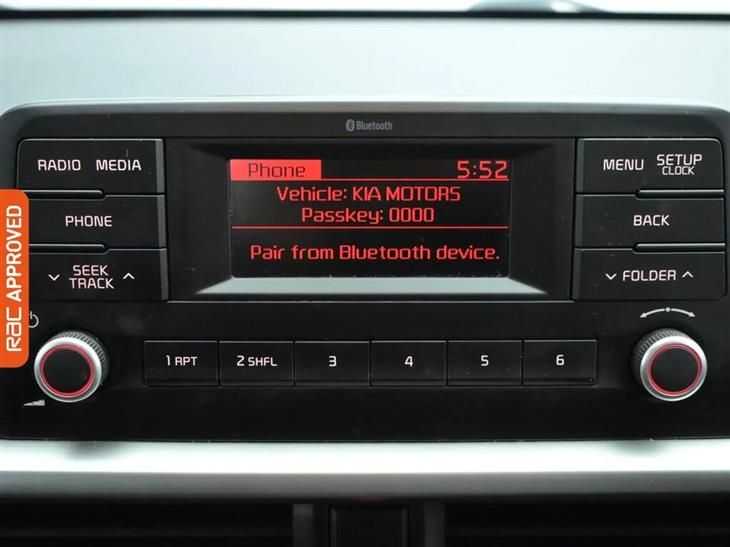 Bluetooth
RADIO MEDIA
Phone 5:52
MENU SETUP
CLOCK
Vehicle: KIA MOTORS
Passkey: 0000
PHONE
BACK
Pair from Bluetooth device.
SEEK
TRACK
FOLDER
1 RPT 2 SHFL 3 4 5 6
RAC APPROVED